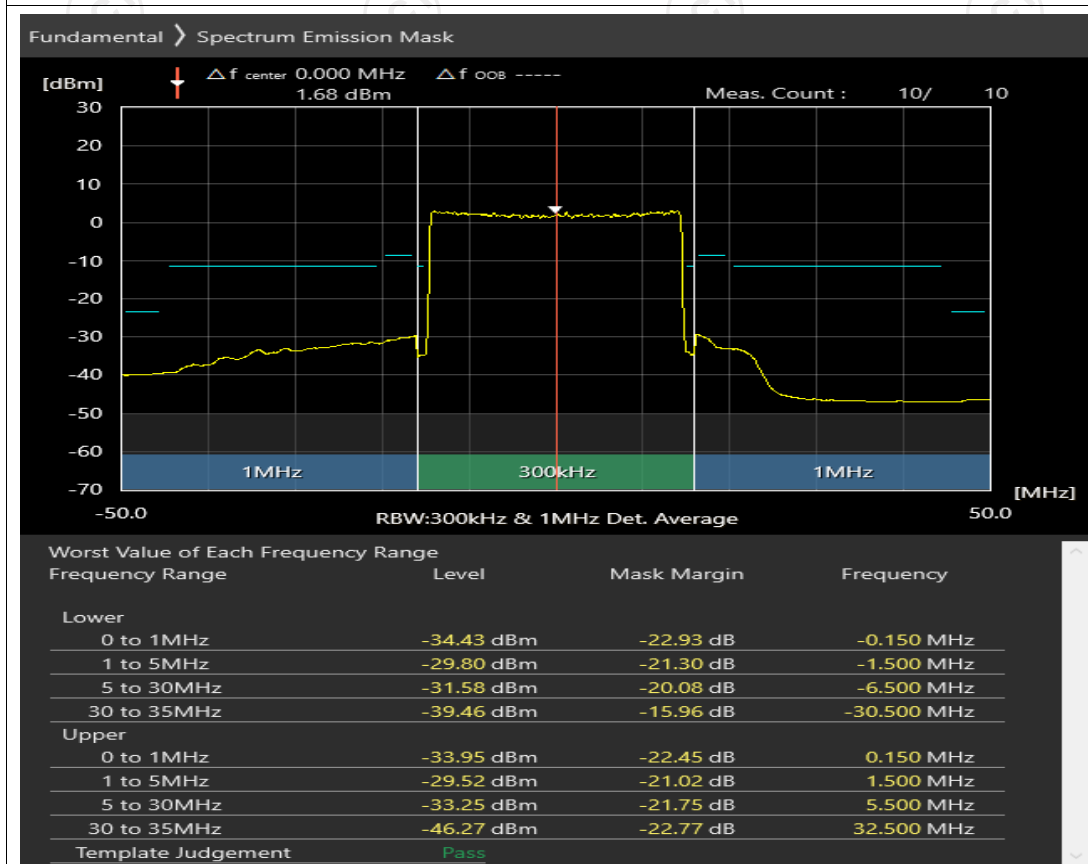 Fundamental 》 Spectrum Emission Mask
[dBm] Δf center 0.000 MHz Δf OOB -----
1.68 dBm Meas. Count : 10/ 10
30
20
10
0
-10
-20
-30
-40
-50
-60
1MHz 300kHz 1MHz
-70
[MHz]
-50.0 RBW:300kHz & 1MHz Det. Average 50.0
Worst Value of Each Frequency Range
Frequency Range Level Mask Margin Frequency
Lower
0 to 1MHz -34.43 dBm -22.93 dB -0.150 MHz
1 to 5MHz -29.80 dBm -21.30 dB -1.500 MHz
5 to 30MHz -31.58 dBm -20.08 dB -6.500 MHz
30 to 35MHz -39.46 dBm -15.96 dB -30.500 MHz
Upper
0 to 1MHz -33.95 dBm -22.45 dB 0.150 MHz
1 to 5MHz -29.52 dBm -21.02 dB 1.500 MHz
5 to 30MHz -33.25 dBm -21.75 dB 5.500 MHz
30 to 35MHz -46.27 dBm -22.77 dB 32.500 MHz
Template Judgement Pass